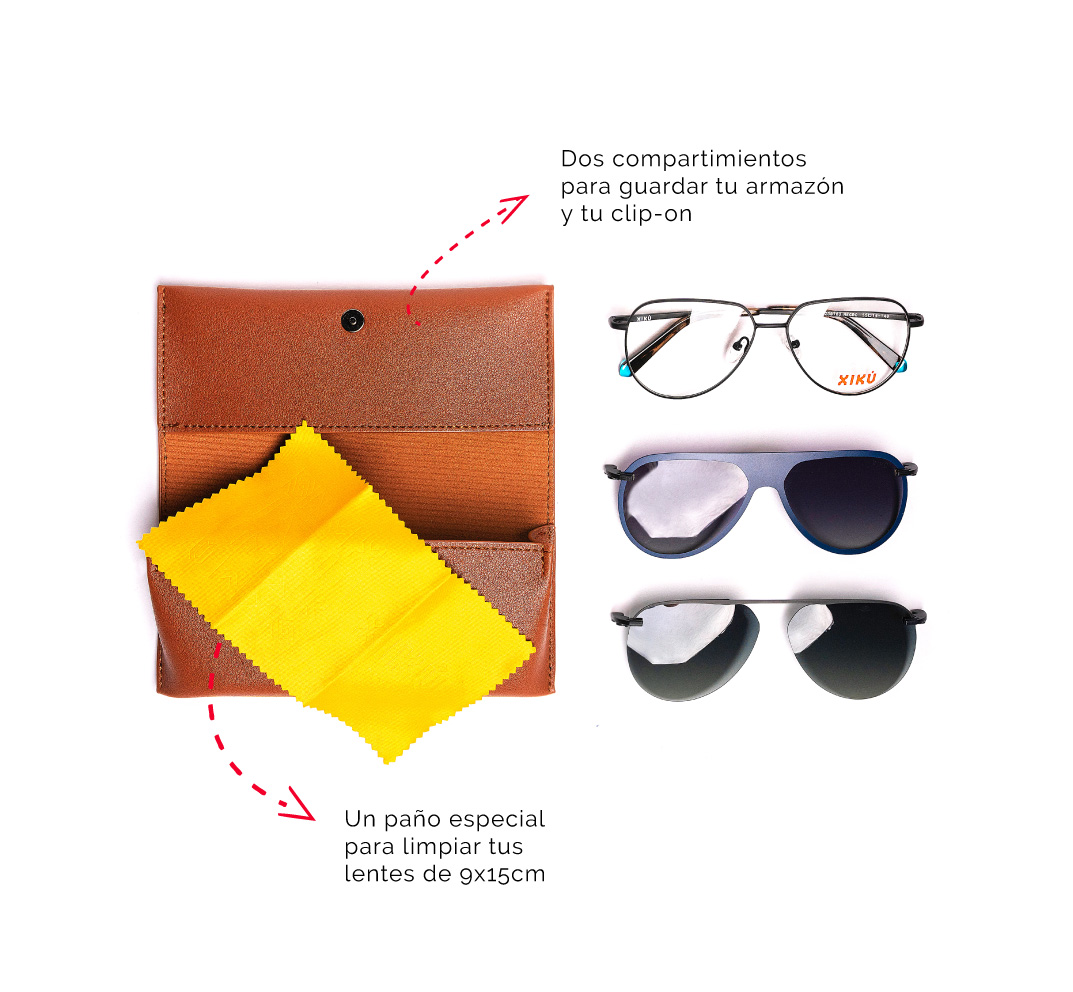 Dos compartimientos
para guardar tu armazón
y tu clip-on
XIKÚ
XIKÚ
Un paño especial
para limpiar tus
lentes de 9x15cm